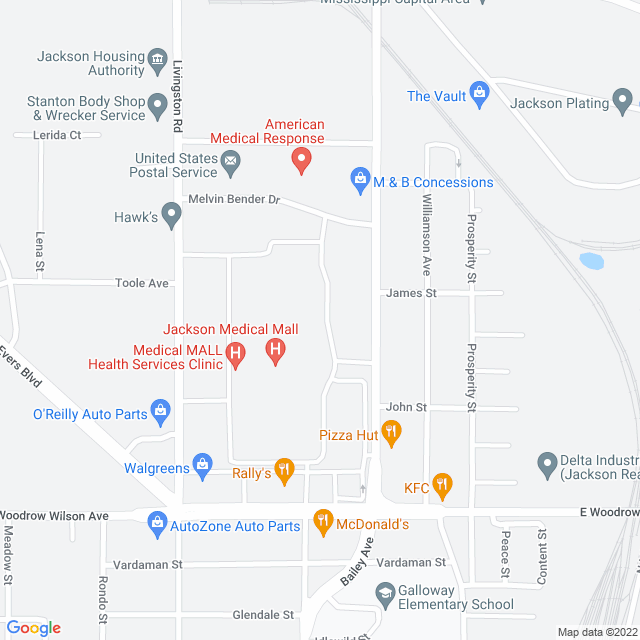 Mississippi Capital Area
Jackson Housing
Authority
Livingston Rd
Stanton Body Shop
& Wrecker Service
The Vault
Jackson Plating
Lerida Ct
American
Medical Response
United States
Postal Service
M & B Concessions
Melvin Bender Dr
Hawk's
Lena St
Williamson Ave
Prosperity St
Toole Ave
James St
Jackson Medical Mall
Medical MALL
Health Services Clinic
Evers Blvd
Prosperity St
O'Reilly Auto Parts
John St
Pizza Hut
Walgreens
Rally's
Delta Industri
(Jackson Rea
KFC
Woodrow Wilson Ave
E Woodrow
AutoZone Auto Parts
McDonald's
Meadow St
Rondo St
Vardaman St
Bailey Ave
Vardaman St
Peace St
Content St
Galloway
Elementary School
Glendale St
Google
Map data ©2022